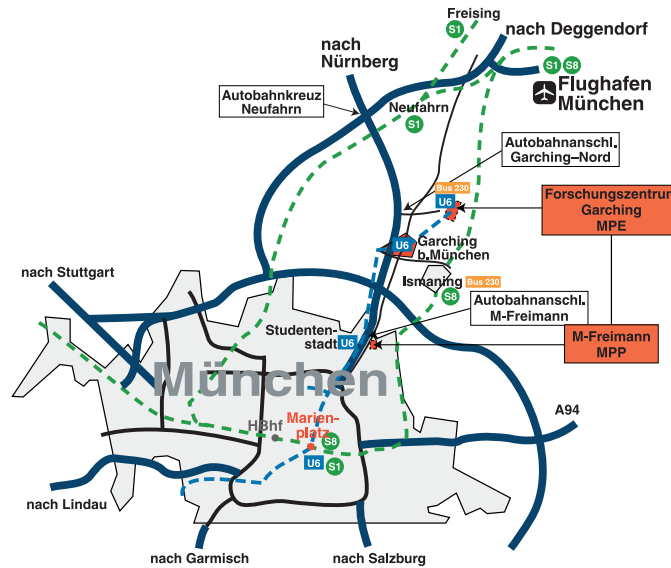 Freising
S1
nach Deggendorf
nach
Nürnberg
S1 S8
Flughafen
München
Autobahnkreuz
Neufahrn
Neufahrn
S1
Autobahnanschl.
Garching–Nord
Bus 230
U6
Forschungszentrum
Garching
MPE
U6
Garching
b.München
nach Stuttgart
Ismaning
S8
Bus 230
Autobahnanschl.
M-Freimann
Studenten-
stadt
U6
M-Freimann
MPP
München
A94
HBhf
Marien-
platz
S8
U6
S1
nach Lindau
nach Garmisch
nach Salzburg